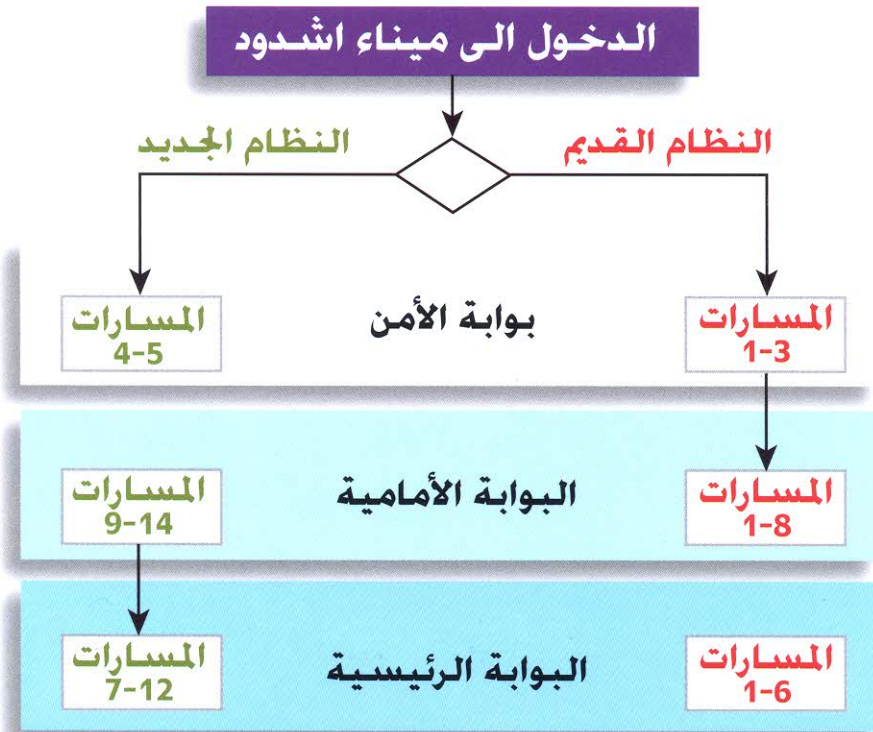 الدخول الى ميناء اشدود
النظام القديم
النظام الجديد
المسارات
1-3
بوابة الأمن
المسارات
4-5
المسارات
1-8
البوابة الأمامية
المسارات
9-14
المسارات
1-6
البوابة الرئيسية
المسارات
7-12